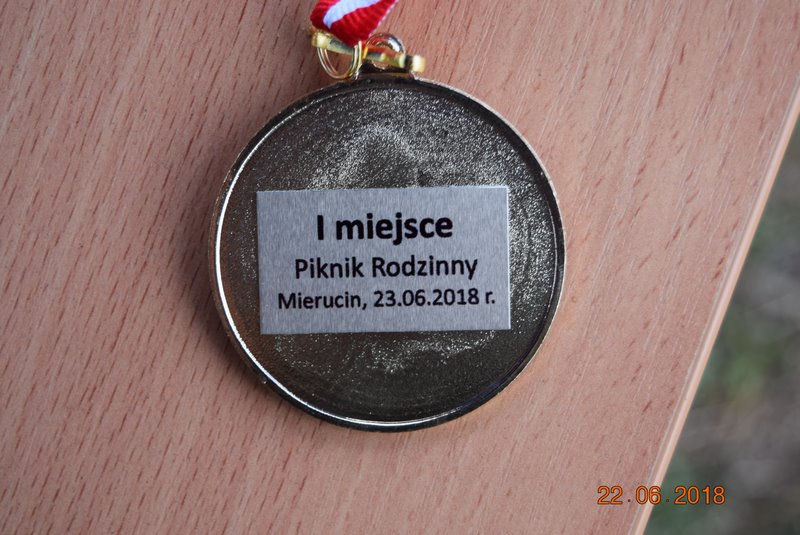 I miejsce
Piknik Rodzinny
Mierucin, 23.06.2018 r.
22.06.2018